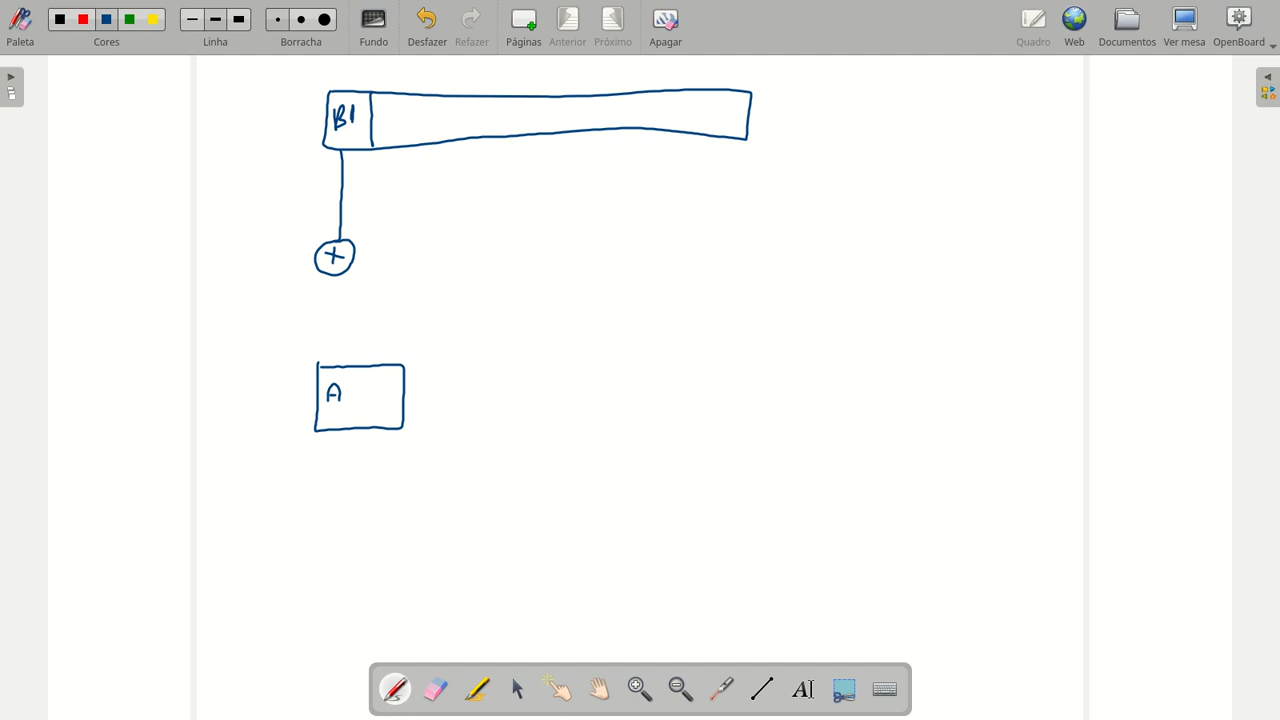 Paleta Cores Linha Borracha Fundo Desfazer Refazer Páginas Anterior Próximo Apagar Quadro Web Documentos Ver mesa OpenBoard
B1
+
A